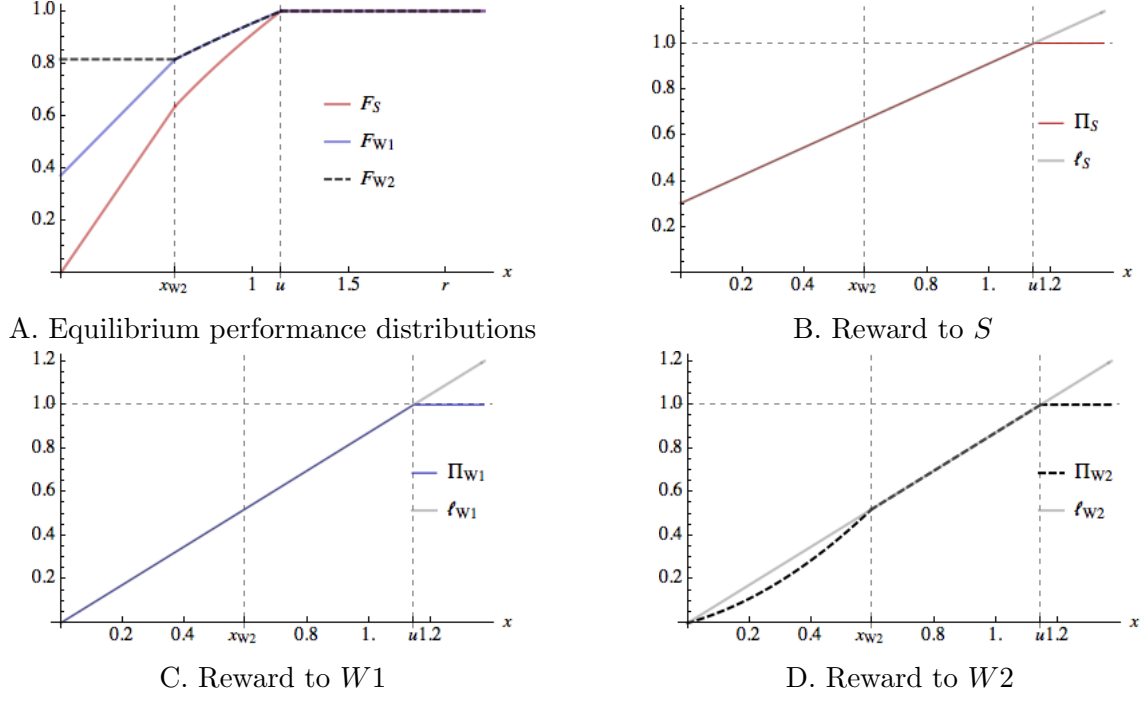 1.0
0.8
0.6
0.4
0.2
F_S
F_W1
F_W2
x_W2 1 u 1.5 r x
A. Equilibrium performance distributions
1.0
0.8
0.6
0.4
0.2
Π_S
ℓ_S
0.2 0.4 x_W2 0.8 1. u 1.2 x
B. Reward to S
1.2
1.0
0.8
0.6
0.4
0.2
Π_W1
ℓ_W1
0.2 0.4 x_W2 0.8 1. u 1.2 x
C. Reward to W1
1.2
1.0
0.8
0.6
0.4
0.2
Π_W2
ℓ_W2
0.2 0.4 x_W2 0.8 1. u 1.2 x
D. Reward to W2